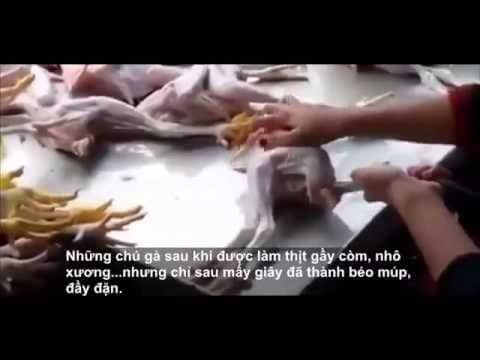 Những chú gà sau khi được làm thịt gầy còm, nhô
xương...nhưng chỉ sau mấy giây đã thành béo múp,
đầy đặn.